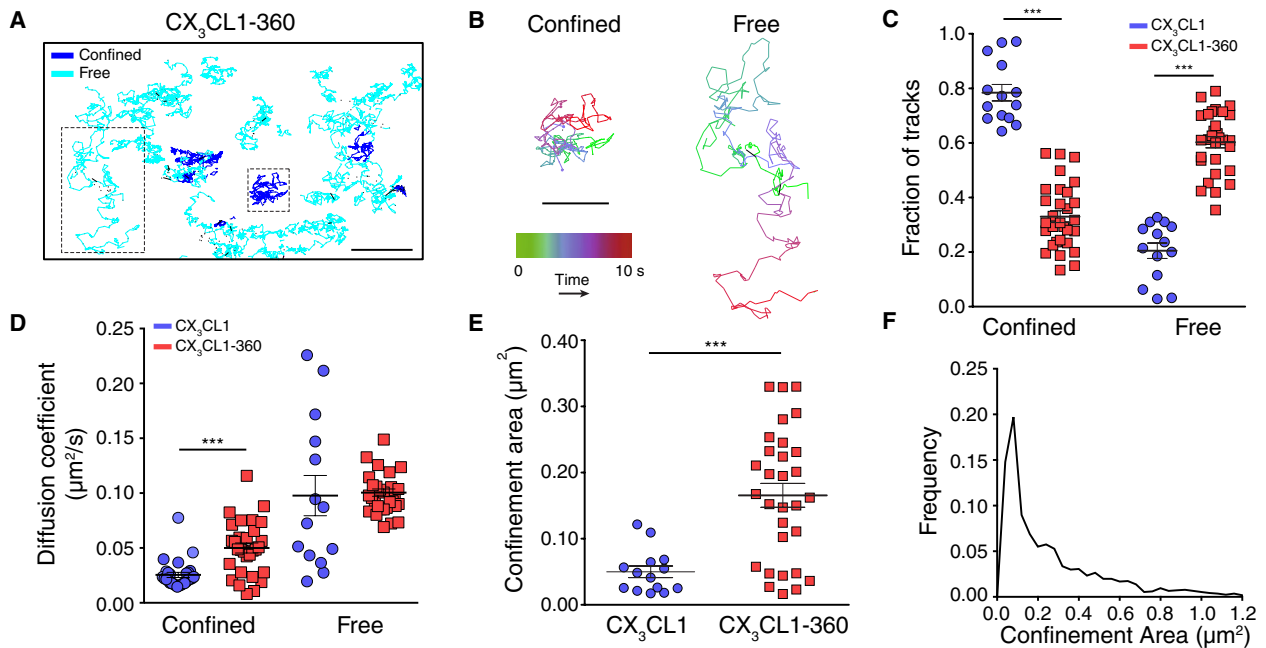 A
CX₃CL1-360
Confined
Free
B
Confined
Free
0
10 s
Time
C
CX₃CL1
CX₃CL1-360
***
***
Fraction of tracks
1.0
0.8
0.6
0.4
0.2
0.0
Confined
Free
D
CX₃CL1
CX₃CL1-360
Diffusion coefficient
(μm²/s)
0.25
0.20
0.15
0.10
0.05
0.00
***
Confined
Free
E
Confinement area (μm²)
0.40
0.30
0.20
0.10
0.00
***
CX₃CL1
CX₃CL1-360
F
Frequency
0.20
0.15
0.10
0.05
0.00
0.0
0.2
0.4
0.6
0.8
1.0
1.2
Confinement Area (μm²)